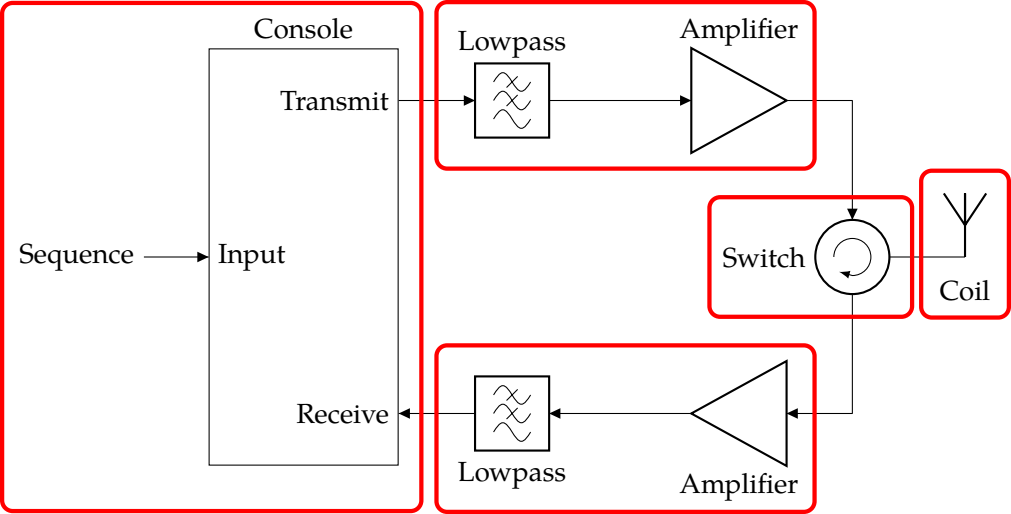 Console
Lowpass
Amplifier
Transmit
Sequence
Input
Switch
Coil
Receive
Lowpass
Amplifier